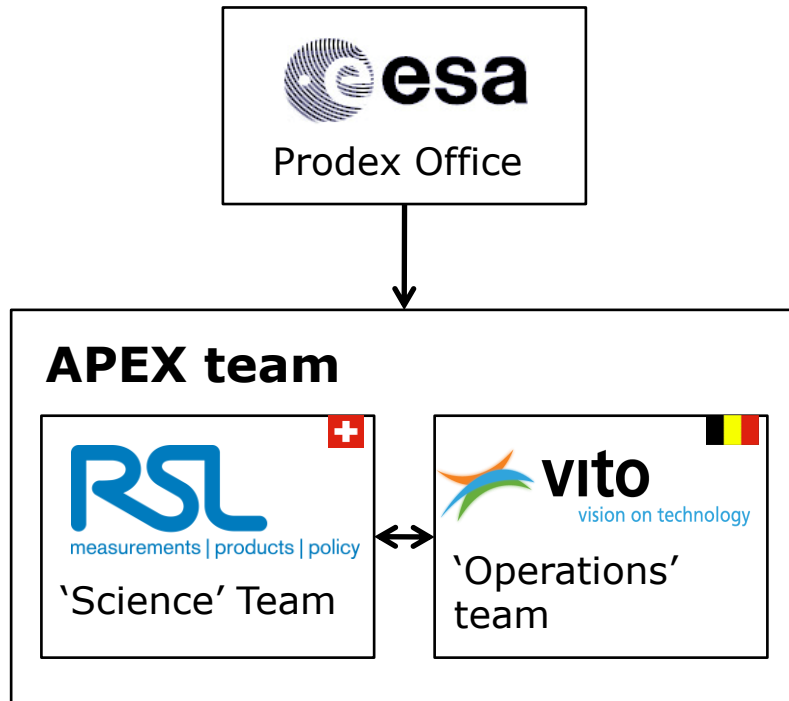 esa
Prodex Office
APEX team
RSL
measurements | products | policy
‘Science’ Team
vito
vision on technology
‘Operations’
team